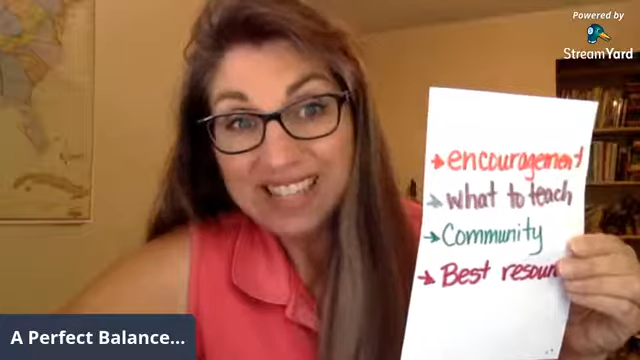 Powered by
StreamYard
→ encouragement
→ what to teach
→ Community
→ Best resour
A Perfect Balance...